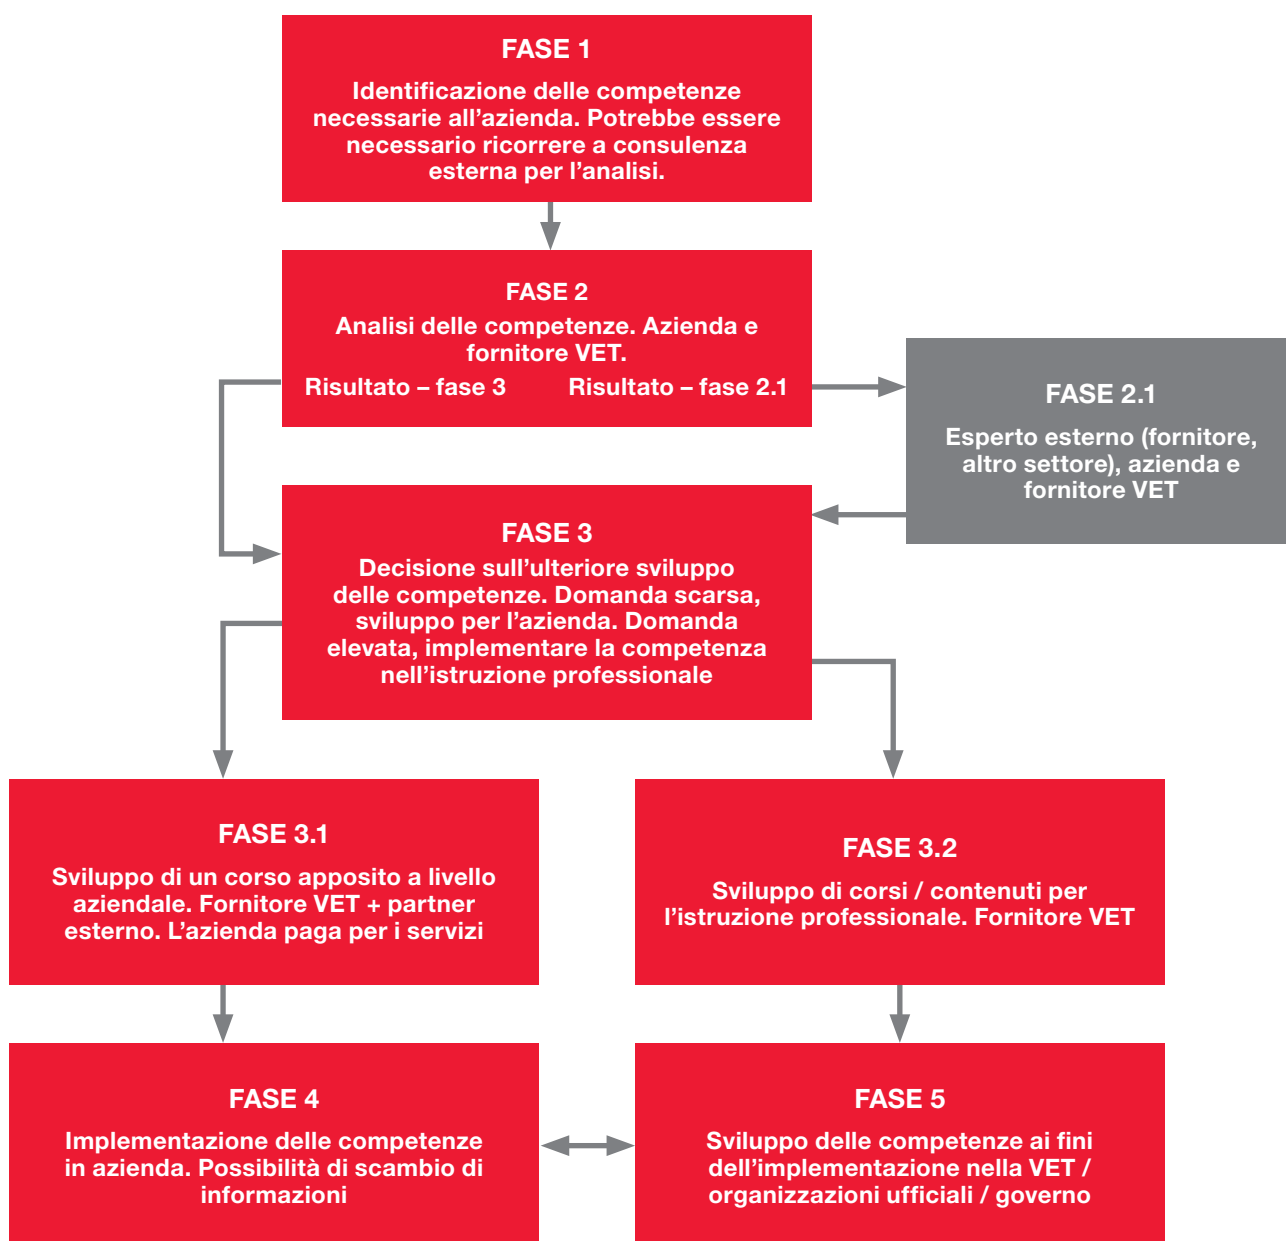 FASE 1
Identificazione delle competenze
necessarie all’azienda. Potrebbe essere
necessario ricorrere a consulenza
esterna per l’analisi.
FASE 2
Analisi delle competenze. Azienda e
fornitore VET.
Risultato – fase 3 Risultato – fase 2.1
FASE 2.1
Esperto esterno (fornitore,
altro settore), azienda e
fornitore VET
FASE 3
Decisione sull’ulteriore sviluppo
delle competenze. Domanda scarsa,
sviluppo per l’azienda. Domanda
elevata, implementare la competenza
nell’istruzione professionale
FASE 3.1
Sviluppo di un corso apposito a livello
aziendale. Fornitore VET + partner
esterno. L’azienda paga per i servizi
FASE 3.2
Sviluppo di corsi / contenuti per
l’istruzione professionale. Fornitore VET
FASE 4
Implementazione delle competenze
in azienda. Possibilità di scambio di
informazioni
FASE 5
Sviluppo delle competenze ai fini
dell’implementazione nella VET /
organizzazioni ufficiali / governo